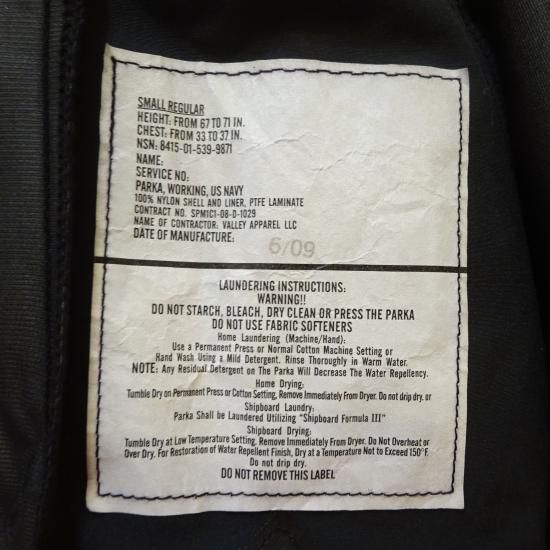 SMALL REGULAR
HEIGHT: FROM 67 TO 71 IN.
CHEST: FROM 33 TO 37 IN.
NSN: 8415-01-539-9871
NAME:
SERVICE NO:
PARKA, WORKING, US NAVY
100% NYLON SHELL AND LINER, PTFE LAMINATE
CONTRACT NO. SPM1C1-08-D-1029
NAME OF CONTRACTOR: VALLEY APPAREL LLC
DATE OF MANUFACTURE: 6/09
LAUNDERING INSTRUCTIONS:
WARNING!!
DO NOT STARCH, BLEACH, DRY CLEAN OR PRESS THE PARKA
DO NOT USE FABRIC SOFTENERS
Home Laundering (Machine/Hand):
Use a Permanent Press or Normal Cotton Machine Setting or
Hand Wash Using a Mild Detergent. Rinse Thoroughly in Warm Water.
NOTE: Any Residual Detergent on The Parka Will Decrease The Water Repellency.
Home Drying:
Tumble Dry on Permanent Press or Cotton Setting, Remove Immediately From Dryer. Do not drip dry. or
Shipboard Laundry:
Parka Shall be Laundered Utilizing "Shipboard Formula III"
Shipboard Drying:
Tumble Dry at Low Temperature Setting, Remove Immediately From Dryer. Do Not Overheat or
Over Dry. For Restoration of Water Repellent Finish, Dry at a Temperature Not to Exceed 150°F.
Do not drip dry.
DO NOT REMOVE THIS LABEL